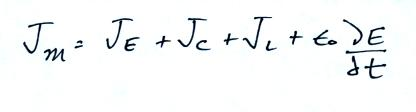 J_m = J_E + J_C + J_L + ε₀ ∂E/∂t